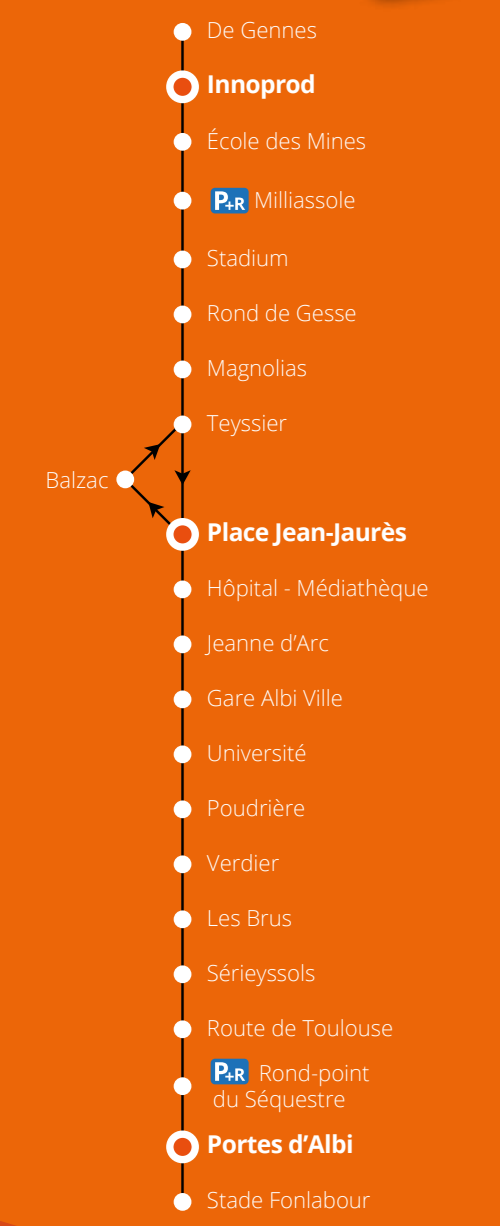 De Gennes
Innoprod
École des Mines
P+R Milliassole
Stadium
Rond de Gesse
Magnolias
Teyssier
Balzac
Place Jean-Jaurès
Hôpital - Médiathèque
Jeanne d’Arc
Gare Albi Ville
Université
Poudrière
Verdier
Les Brus
Sérieyssols
Route de Toulouse
P+R Rond-point
du Séquestre
Portes d’Albi
Stade Fonlabour